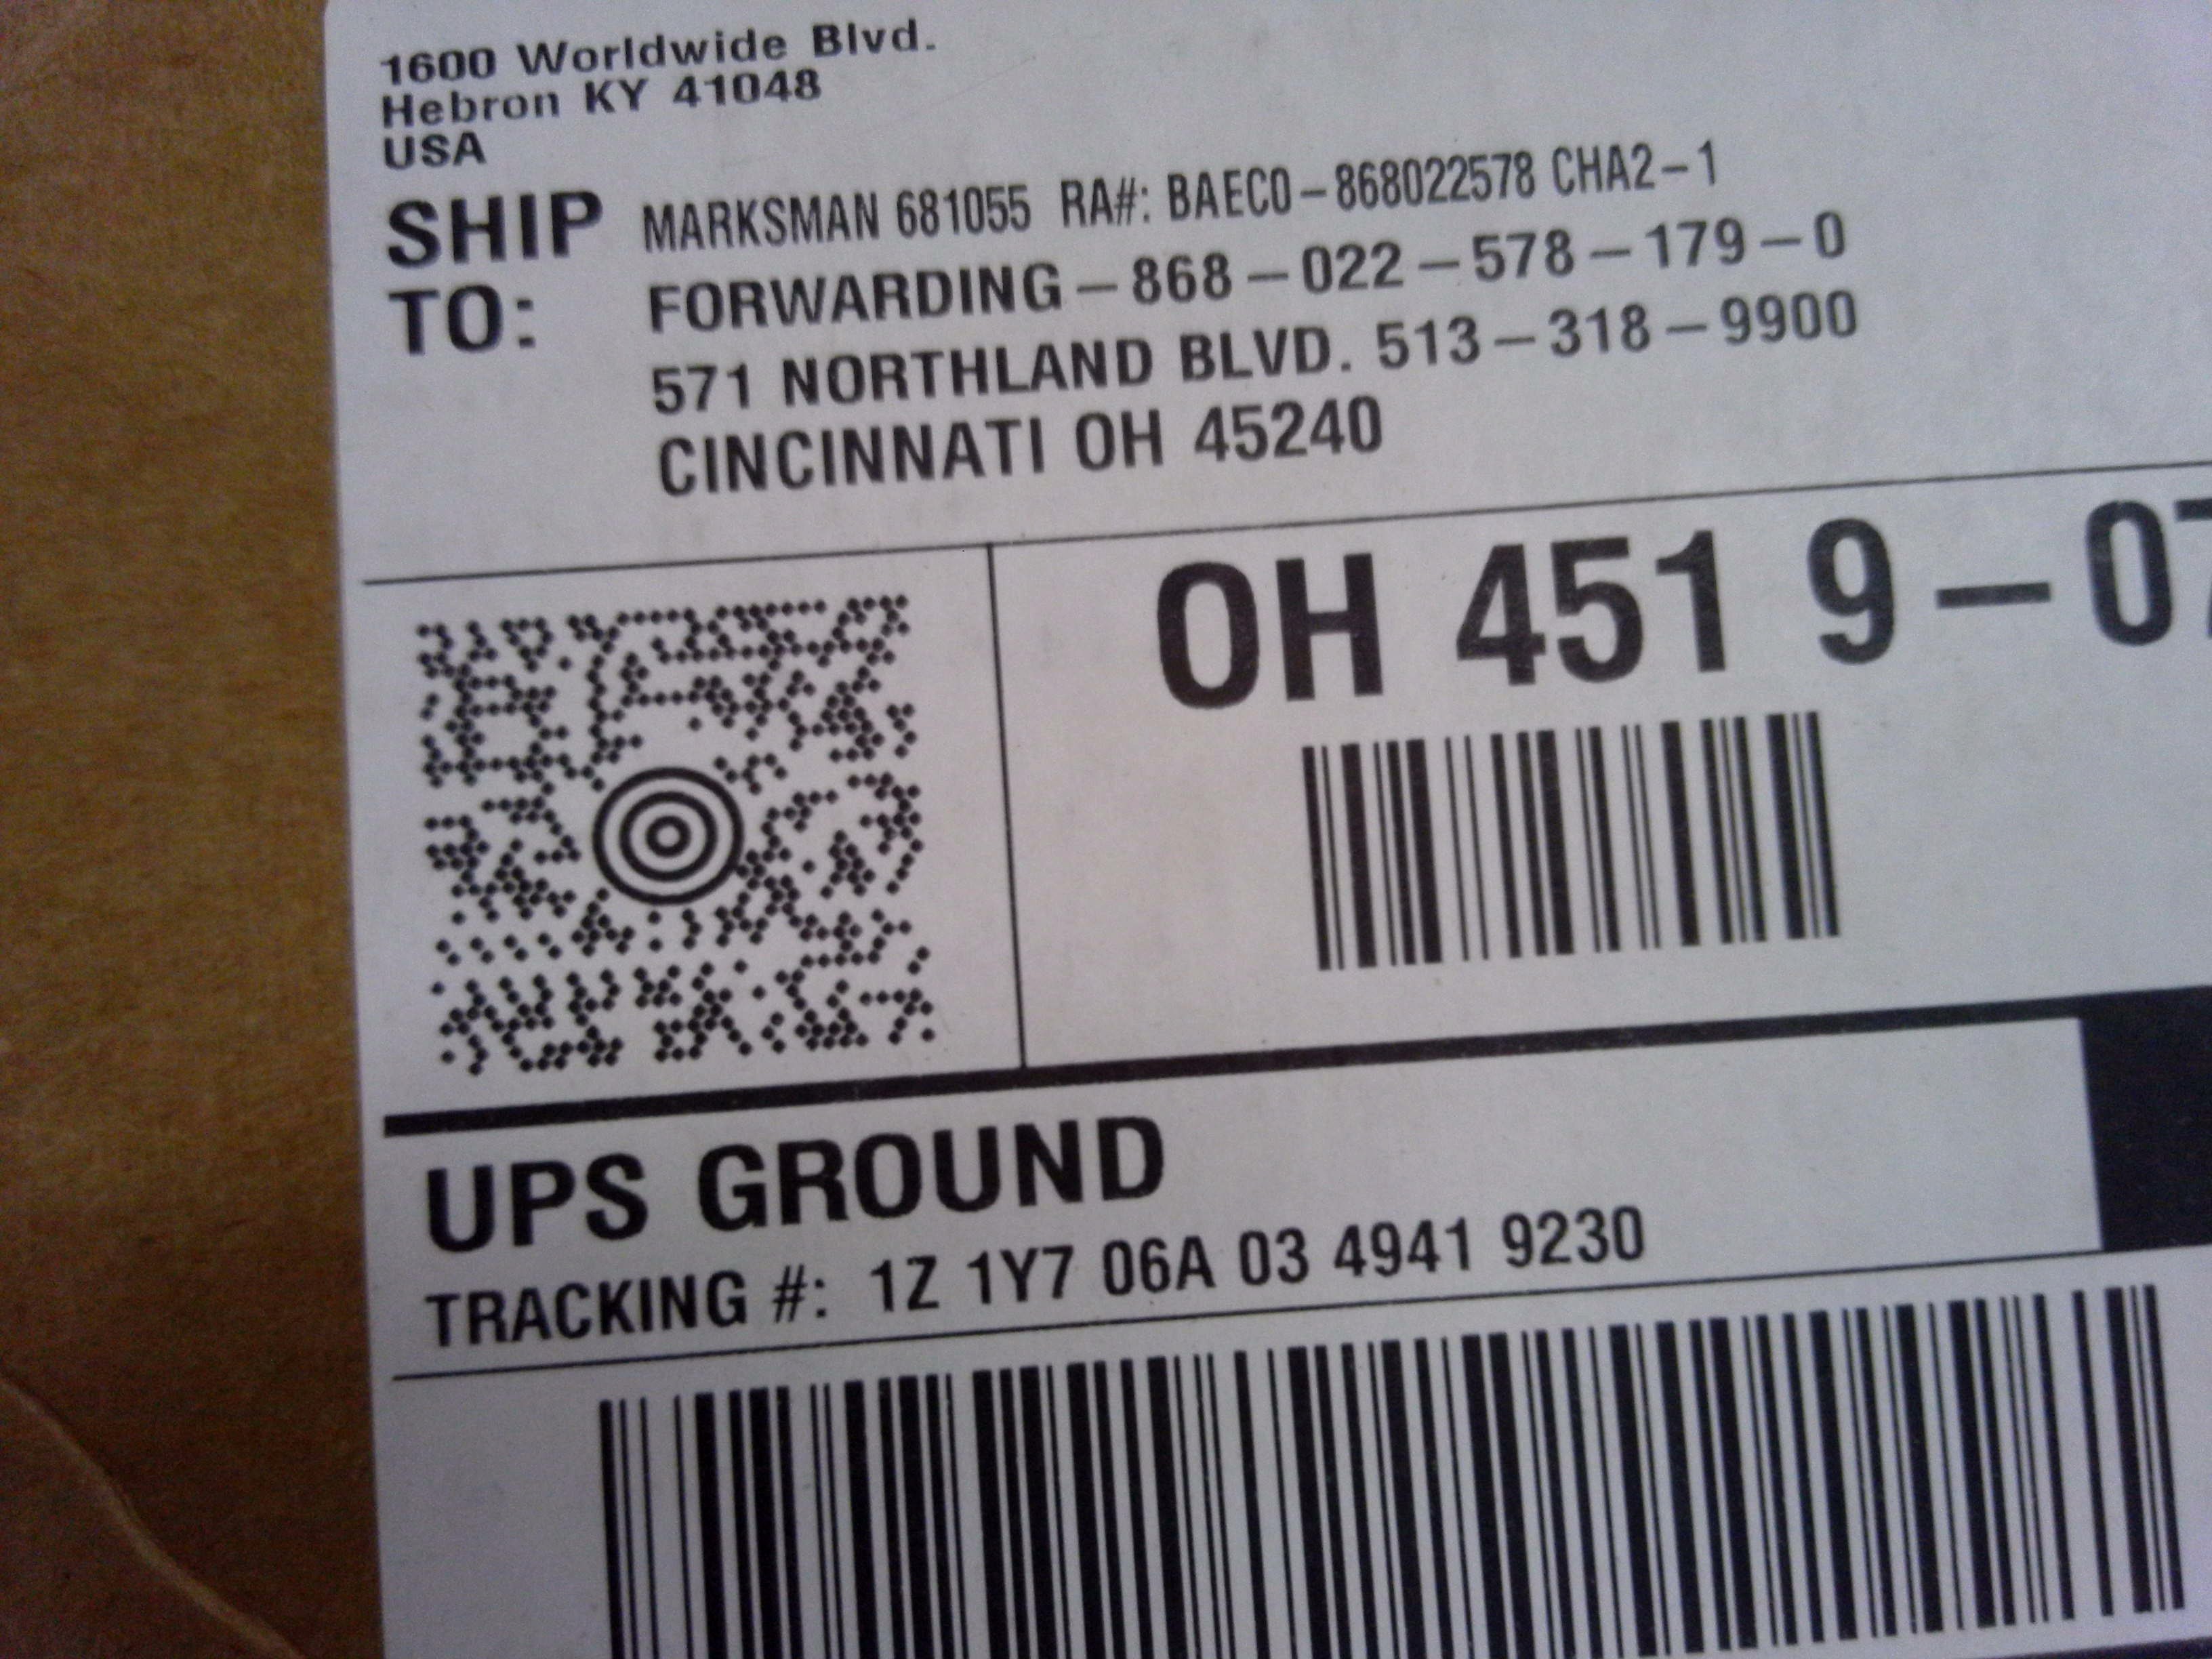 1600 Worldwide Blvd.
Hebron KY 41048
USA
SHIP TO:
MARKSMAN 681055 RA#: BAECO-868022578 CHA2-1
FORWARDING-868-022-578-179-0
571 NORTHLAND BLVD. 513-318-9900
CINCINNATI OH 45240
OH 451 9-07
UPS GROUND
TRACKING #: 1Z 1Y7 06A 03 4941 9230